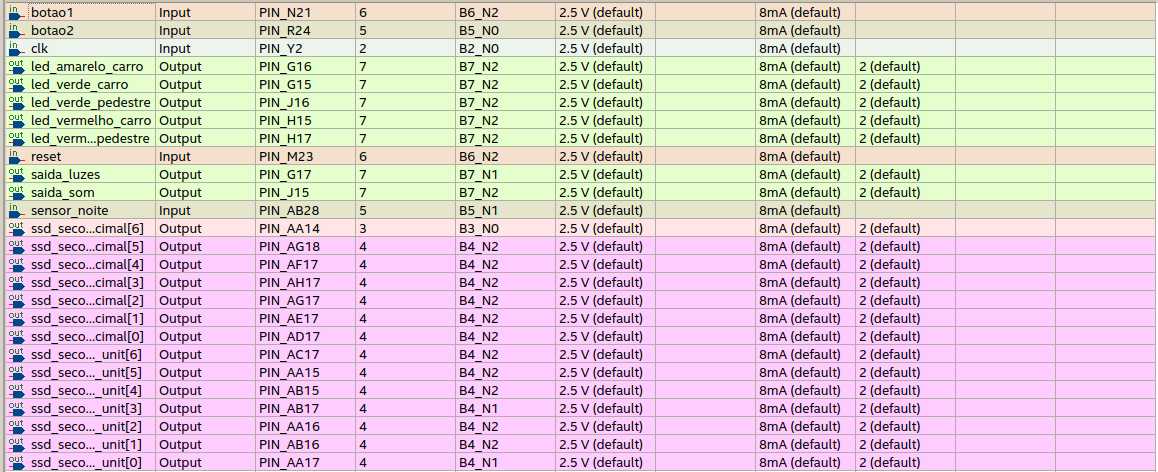 in botao1 Input PIN_N21 6 B6_N2 2.5 V (default) 8mA (default)
in botao2 Input PIN_R24 5 B5_N0 2.5 V (default) 8mA (default)
in clk Input PIN_Y2 2 B2_N0 2.5 V (default) 8mA (default)
out led_amarelo_carro Output PIN_G16 7 B7_N2 2.5 V (default) 8mA (default) 2 (default)
out led_verde_carro Output PIN_G15 7 B7_N2 2.5 V (default) 8mA (default) 2 (default)
out led_verde_pedestre Output PIN_J16 7 B7_N2 2.5 V (default) 8mA (default) 2 (default)
out led_vermelho_carro Output PIN_H15 7 B7_N2 2.5 V (default) 8mA (default) 2 (default)
out led_verm...pedestre Output PIN_H17 7 B7_N2 2.5 V (default) 8mA (default) 2 (default)
in reset Input PIN_M23 6 B6_N2 2.5 V (default) 8mA (default)
out saida_luzes Output PIN_G17 7 B7_N1 2.5 V (default) 8mA (default) 2 (default)
out saida_som Output PIN_J15 7 B7_N2 2.5 V (default) 8mA (default) 2 (default)
in sensor_noite Input PIN_AB28 5 B5_N1 2.5 V (default) 8mA (default)
out ssd_seco...cimal[6] Output PIN_AA14 3 B3_N0 2.5 V (default) 8mA (default) 2 (default)
out ssd_seco...cimal[5] Output PIN_AG18 4 B4_N2 2.5 V (default) 8mA (default) 2 (default)
out ssd_seco...cimal[4] Output PIN_AF17 4 B4_N2 2.5 V (default) 8mA (default) 2 (default)
out ssd_seco...cimal[3] Output PIN_AH17 4 B4_N2 2.5 V (default) 8mA (default) 2 (default)
out ssd_seco...cimal[2] Output PIN_AG17 4 B4_N2 2.5 V (default) 8mA (default) 2 (default)
out ssd_seco...cimal[1] Output PIN_AE17 4 B4_N2 2.5 V (default) 8mA (default) 2 (default)
out ssd_seco...cimal[0] Output PIN_AD17 4 B4_N2 2.5 V (default) 8mA (default) 2 (default)
out ssd_seco..._unit[6] Output PIN_AC17 4 B4_N2 2.5 V (default) 8mA (default) 2 (default)
out ssd_seco..._unit[5] Output PIN_AA15 4 B4_N2 2.5 V (default) 8mA (default) 2 (default)
out ssd_seco..._unit[4] Output PIN_AB15 4 B4_N2 2.5 V (default) 8mA (default) 2 (default)
out ssd_seco..._unit[3] Output PIN_AB17 4 B4_N1 2.5 V (default) 8mA (default) 2 (default)
out ssd_seco..._unit[2] Output PIN_AA16 4 B4_N2 2.5 V (default) 8mA (default) 2 (default)
out ssd_seco..._unit[1] Output PIN_AB16 4 B4_N2 2.5 V (default) 8mA (default) 2 (default)
out ssd_seco..._unit[0] Output PIN_AA17 4 B4_N1 2.5 V (default) 8mA (default) 2 (default)